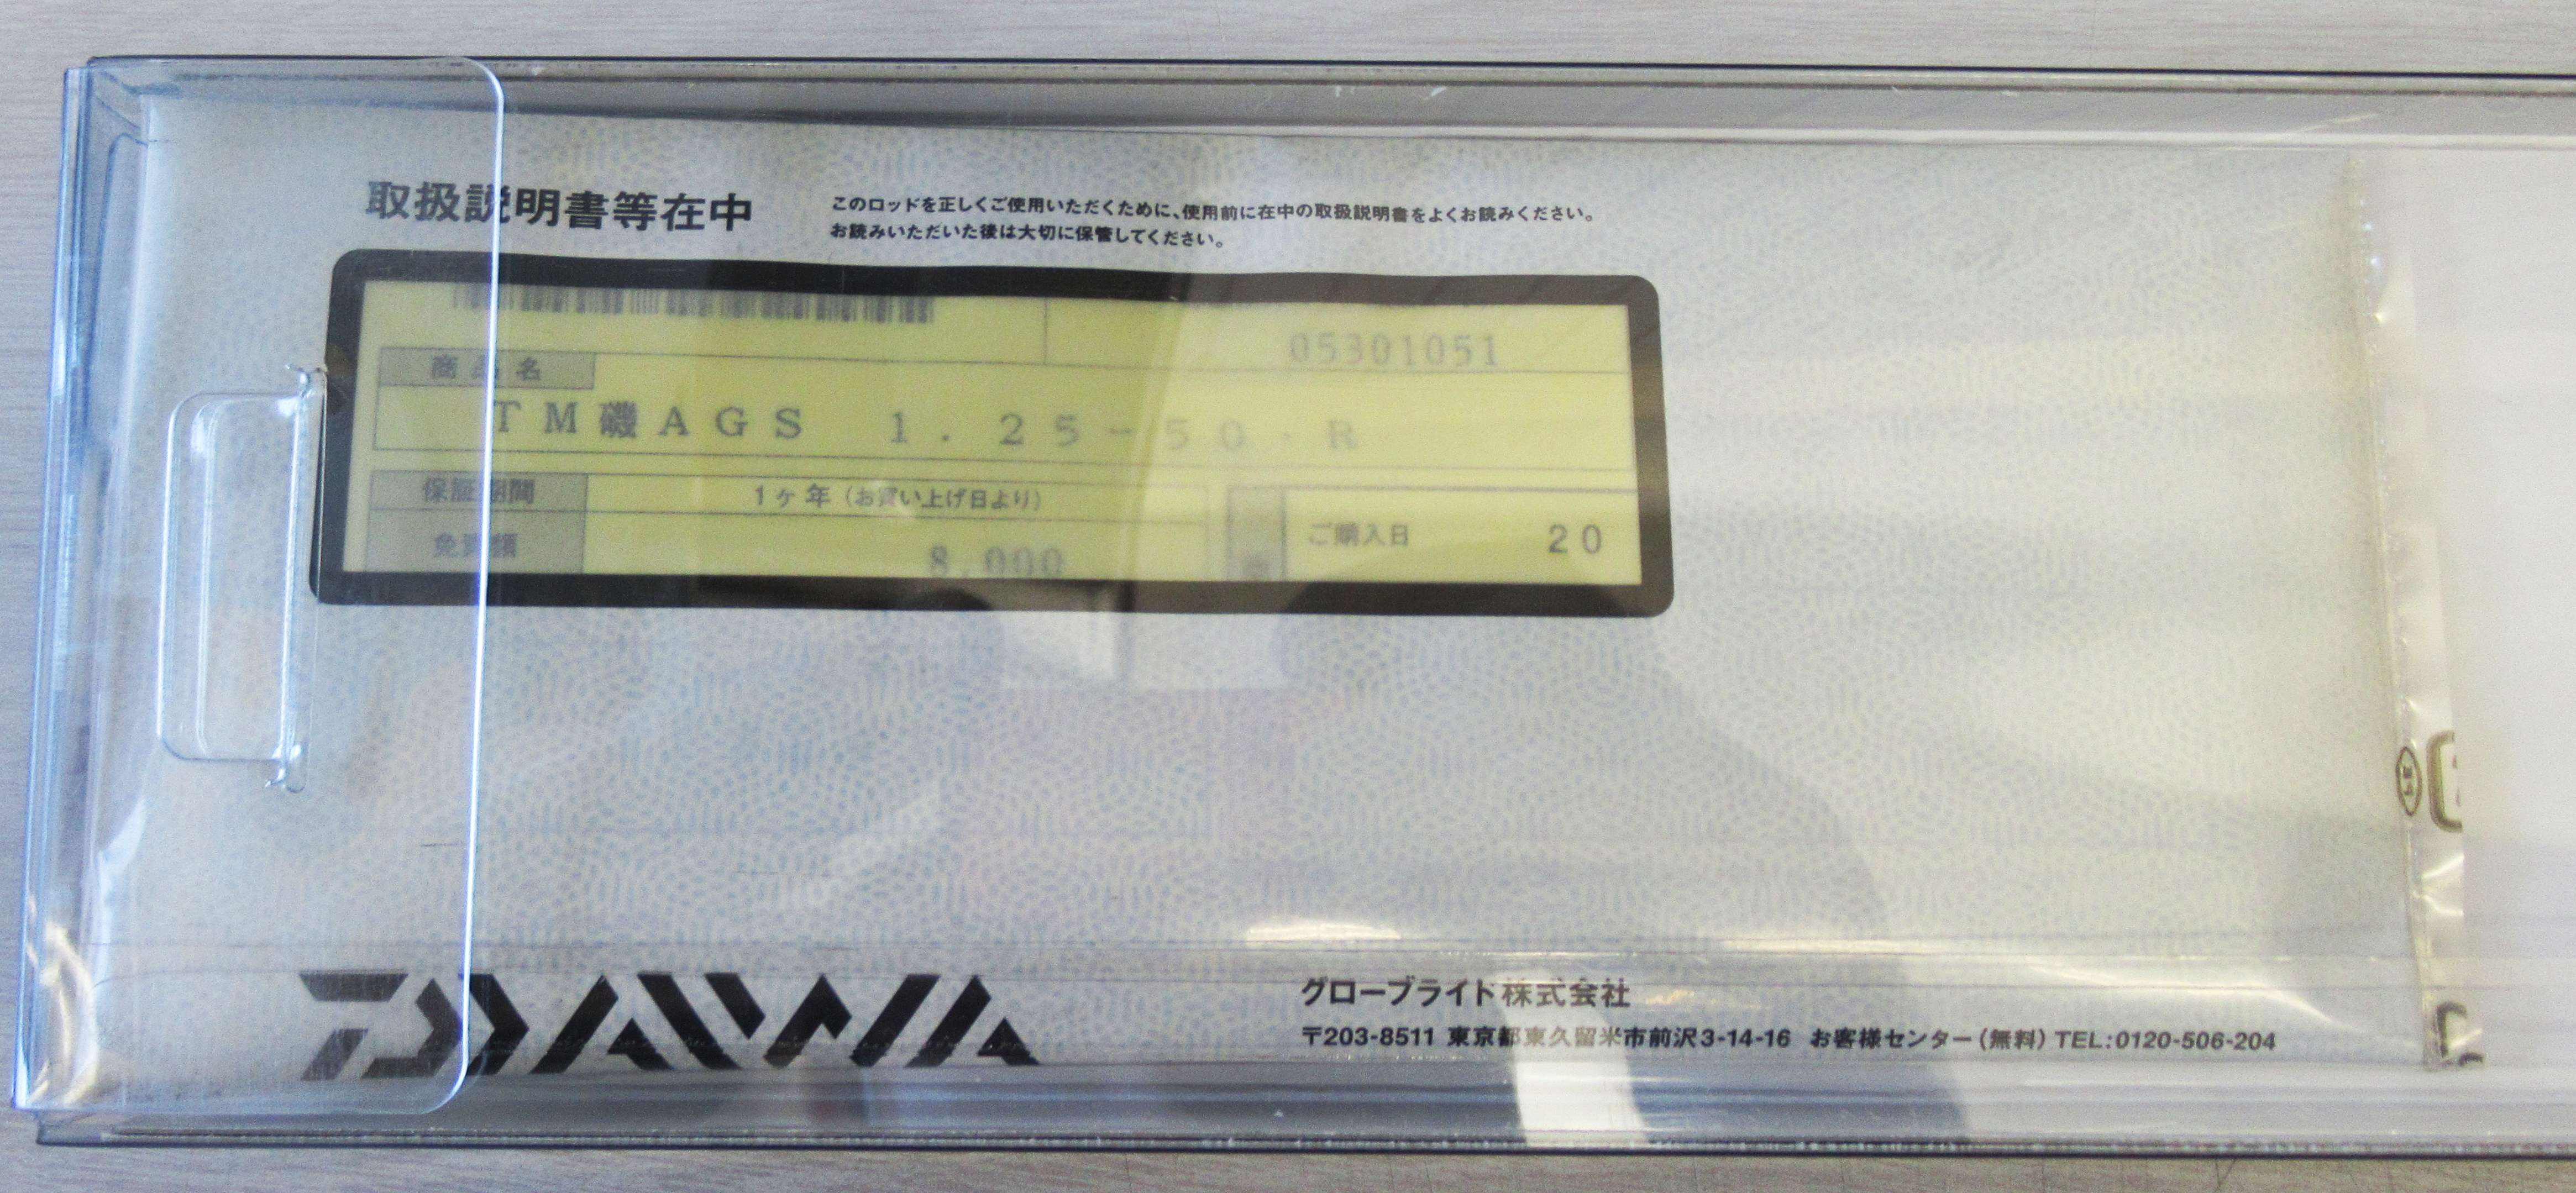 取扱説明書等在中
このロッドを正しくご使用いただくために、使用前に在中の取扱説明書をよくお読みください。
お読みいただいた後は大切に保管してください。
05301051
商品名
TM磯AGS 1.25-50・R
保証期間 1ヶ年(お買い上げ日より)
免責額 8,000
ご購入日 20
DAIWA
グローブライド株式会社
〒203-8511 東京都東久留米市前沢3-14-16 お客様センター(無料)TEL:0120-506-204